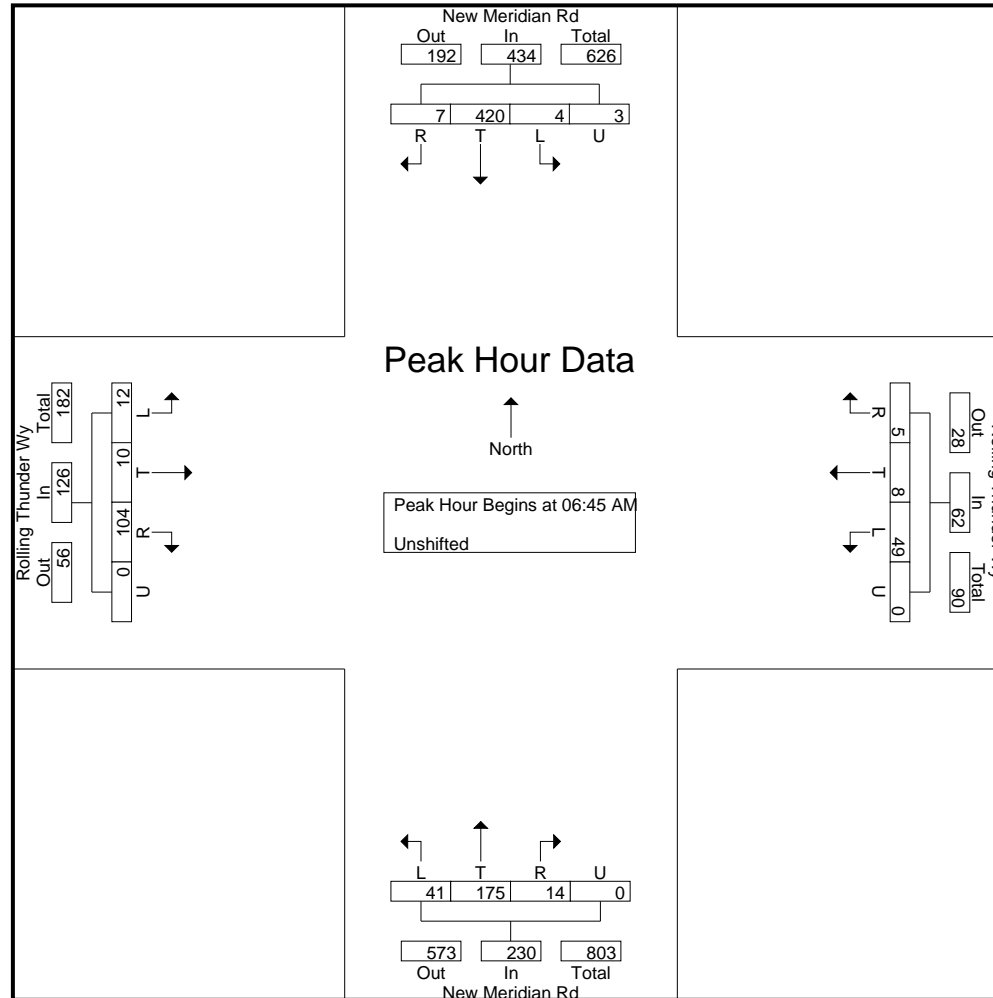 New Meridian Rd
Out In Total
192 434 626
7 420 4 3
R T L U
Peak Hour Data
North
Peak Hour Begins at 06:45 AM
Unshifted
Rolling Thunder Wy
Total In Out
182 126 56
12 10 104 0
L T R U
R T L U
5 8 49 0
28 62 90
Out In Total
L T R U
41 175 14 0
573 230 803
Out In Total
New Meridian Rd